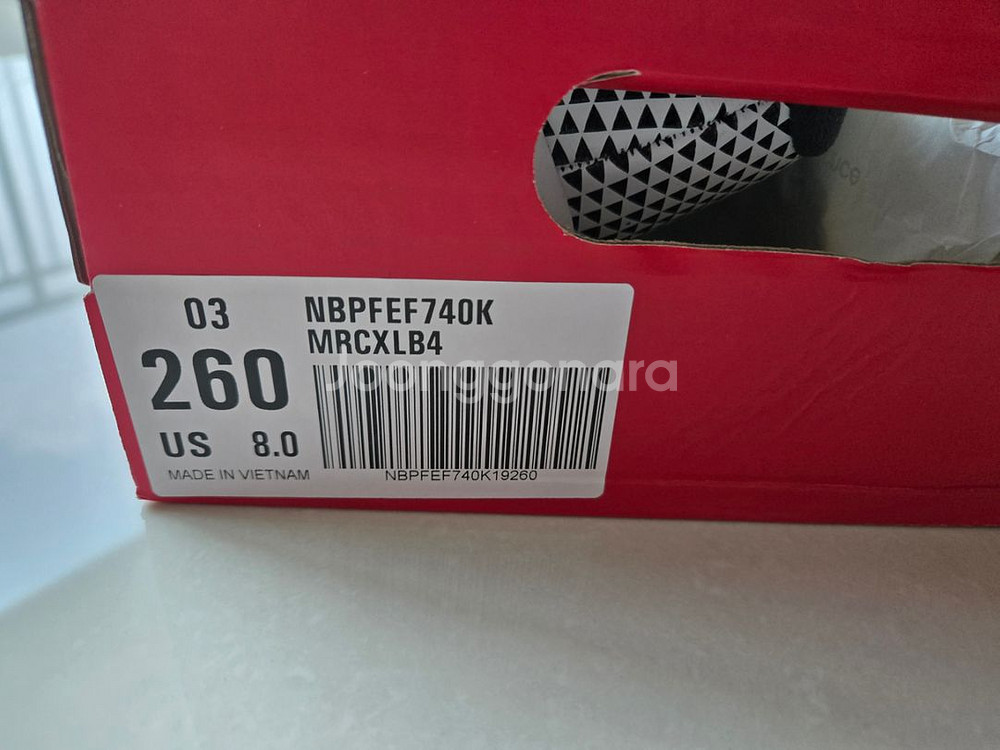 03
NBPFEF740K
MRCXLB4
260
US 8.0
MADE IN VIETNAM
NBPFEF740K19260
Joonggonara